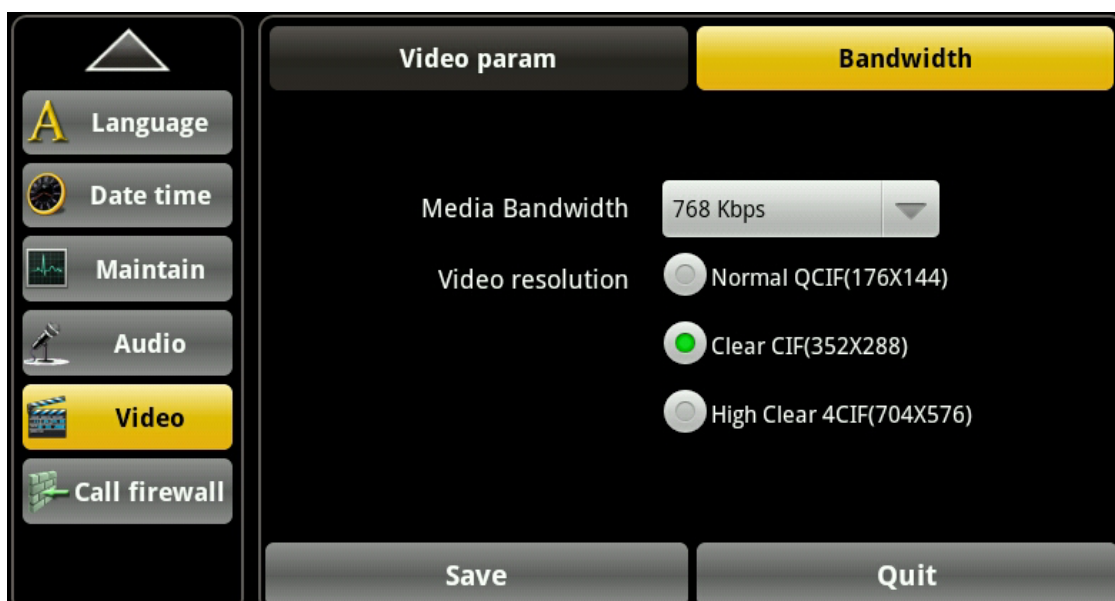 Language
Date time
Maintain
Audio
Video
Call firewall
Video param
Bandwidth
Media Bandwidth
768 Kbps
Video resolution
Normal QCIF(176X144)
Clear CIF(352X288)
High Clear 4CIF(704X576)
Save
Quit